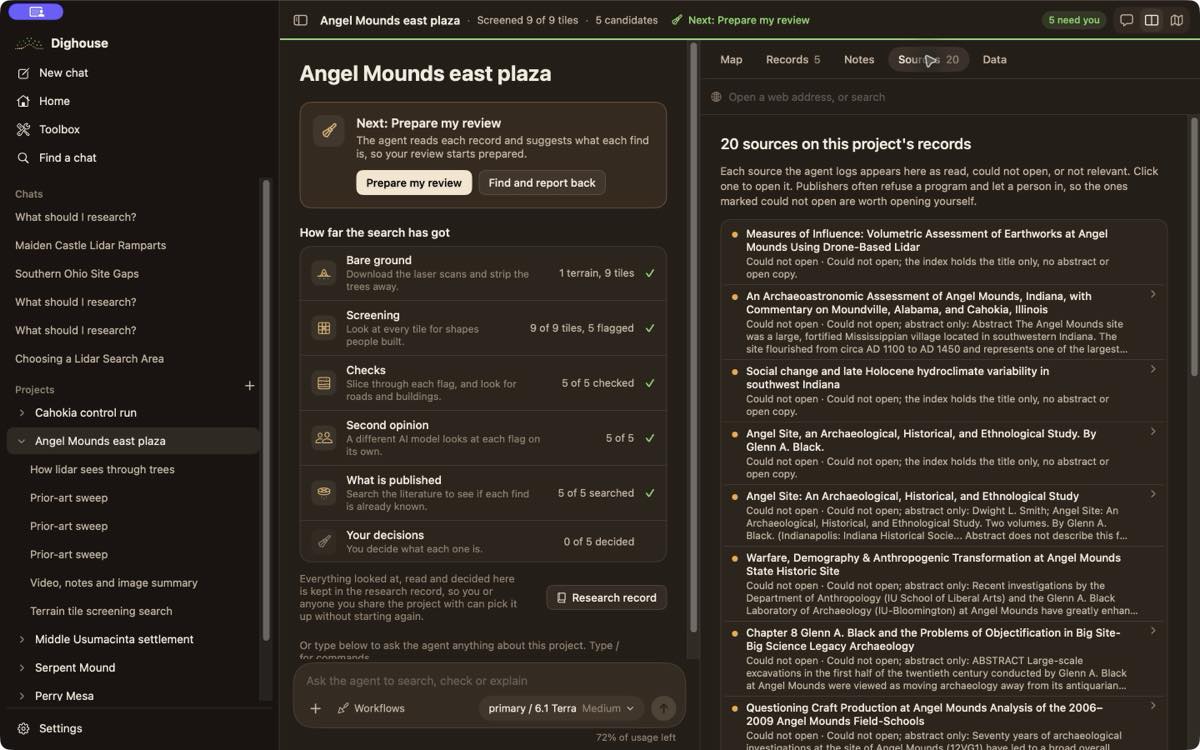 Dighouse
New chat
Home
Toolbox
Find a chat
Chats
What should I research?
Maiden Castle Lidar Ramparts
Southern Ohio Site Gaps
What should I research?
What should I research?
Choosing a Lidar Search Area
Projects
Cahokia control run
Angel Mounds east plaza
How lidar sees through trees
Prior-art sweep
Prior-art sweep
Prior-art sweep
Video, notes and image summary
Terrain tile screening search
Middle Usumacinta settlement
Serpent Mound
Perry Mesa
Settings
Angel Mounds east plaza · Screened 9 of 9 tiles · 5 candidates Next: Prepare my review
5 need you
Angel Mounds east plaza
Next: Prepare my review
The agent reads each record and suggests what each find
is, so your review starts prepared.
Prepare my review Find and report back
How far the search has got
Bare ground
Download the laser scans and strip the
trees away.
1 terrain, 9 tiles
Screening
Look at every tile for shapes
people built.
9 of 9 tiles, 5 flagged
Checks
Slice through each flag, and look for
roads and buildings.
5 of 5 checked
Second opinion
A different AI model looks at each flag on
its own.
5 of 5
What is published
Search the literature to see if each find
is already known.
5 of 5 searched
Your decisions
You decide what each one is.
0 of 5 decided
Everything looked at, read and decided here
is kept in the research record, so you or
anyone you share the project with can pick it
up without starting again.
Research record
Or type below to ask the agent anything about this project. Type /
for commands
Ask the agent to search, check or explain
Workflows
primary / 6.1 Terra Medium
72% of usage left
Map Records 5 Notes Sources 20 Data
Open a web address, or search
20 sources on this project's records
Each source the agent logs appears here as read, could not open, or not relevant. Click
one to open it. Publishers often refuse a program and let a person in, so the ones
marked could not open are worth opening yourself.
Measures of Influence: Volumetric Assessment of Earthworks at Angel
Mounds Using Drone-Based Lidar
Could not open · Could not open; the index holds the title only, no abstract or
open copy.
An Archaeoastronomic Assessment of Angel Mounds, Indiana, with
Commentary on Moundville, Alabama, and Cahokia, Illinois
Could not open · Could not open; abstract only: Abstract The Angel Mounds site
was a large, fortified Mississippian village located in southwestern Indiana. The
site flourished from circa AD 1100 to AD 1450 and represents one of the largest...
Social change and late Holocene hydroclimate variability in
southwest Indiana
Could not open · Could not open; the index holds the title only, no abstract or
open copy.
Angel Site, an Archaeological, Historical, and Ethnological Study. By
Glenn A. Black.
Could not open · Could not open; the index holds the title only, no abstract or
open copy.
Angel Site: An Archaeological, Historical, and Ethnological Study
Could not open · Could not open; abstract only: Dwight L. Smith; Angel Site: An
Archaeological, Historical, and Ethnological Study. Two volumes. By Glenn A.
Black. (Indianapolis: Indiana Historical Socie... Abstract does not describe this f...
Warfare, Demography & Anthropogenic Transformation at Angel Mounds
State Historic Site
Could not open · Could not open; abstract only: Recent investigations by the
Department of Anthropology (IU School of Liberal Arts) and the Glenn A. Black
Laboratory of Archaeology (IU-Bloomington) at Angel Mounds have greatly enhan...
Chapter 8 Glenn A. Black and the Problems of Objectification in Big Site-
Big Science Legacy Archaeology
Could not open · Could not open; abstract only: ABSTRACT Large-scale
excavations in the first half of the twentieth century conducted by Glenn A. Black
at Angel Mounds were viewed as moving archaeology away from its antiquarian...
Questioning Craft Production at Angel Mounds Analysis of the 2006–
2009 Angel Mounds Field-Schools
Could not open · Could not open; abstract only: Seventy years of archaeological
investigations at the site of Angel Mounds (12VG1) have led to a broad overall